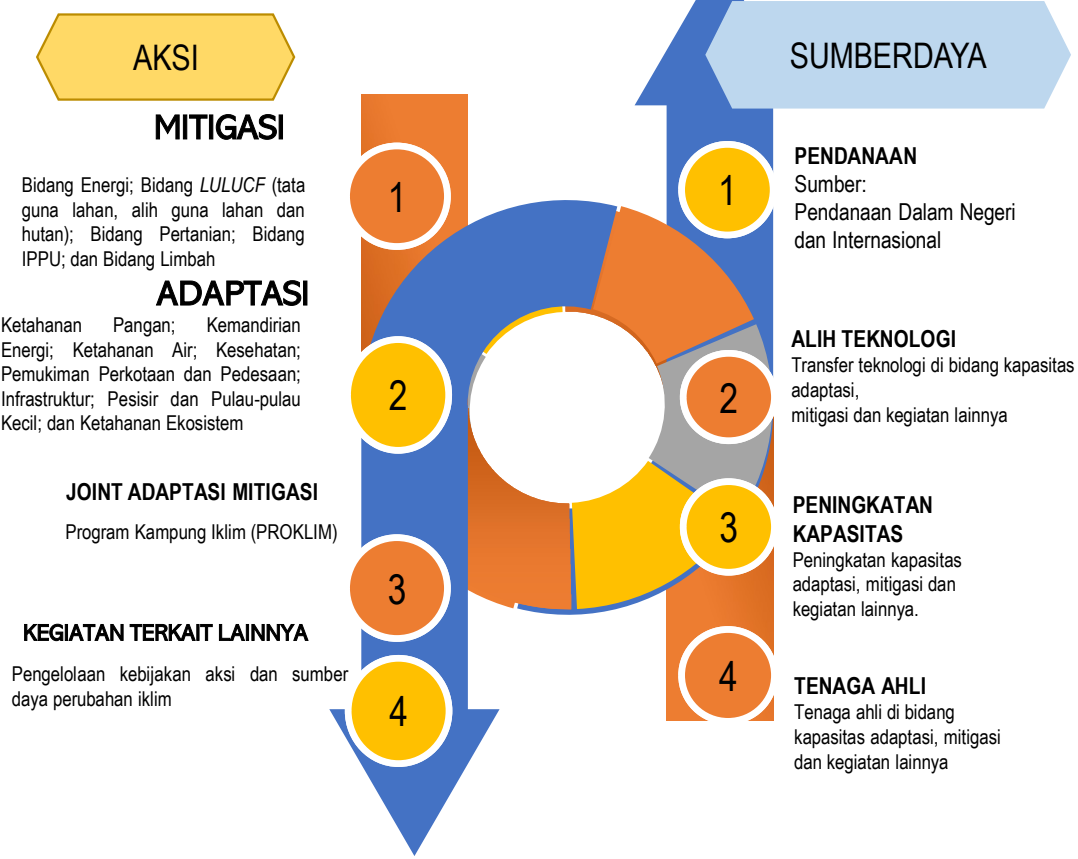 AKSI
MITIGASI
1
Bidang Energi; Bidang LULUCF (tata
guna lahan, alih guna lahan dan
hutan); Bidang Pertanian; Bidang
IPPU; dan Bidang Limbah
ADAPTASI
Ketahanan Pangan; Kemandirian
Energi; Ketahanan Air; Kesehatan;
Pemukiman Perkotaan dan Pedesaan;
Infrastruktur; Pesisir dan Pulau-pulau
Kecil; dan Ketahanan Ekosistem
2
JOINT ADAPTASI MITIGASI
Program Kampung Iklim (PROKLIM)
3
KEGIATAN TERKAIT LAINNYA
Pengelolaan kebijakan aksi dan sumber
daya perubahan iklim
4
SUMBERDAYA
1
PENDANAAN
Sumber:
Pendanaan Dalam Negeri
dan Internasional
2
ALIH TEKNOLOGI
Transfer teknologi di bidang kapasitas
adaptasi,
mitigasi dan kegiatan lainnya
3
PENINGKATAN
KAPASITAS
Peningkatan kapasitas
adaptasi, mitigasi dan
kegiatan lainnya.
4
TENAGA AHLI
Tenaga ahli di bidang
kapasitas adaptasi, mitigasi
dan kegiatan lainnya